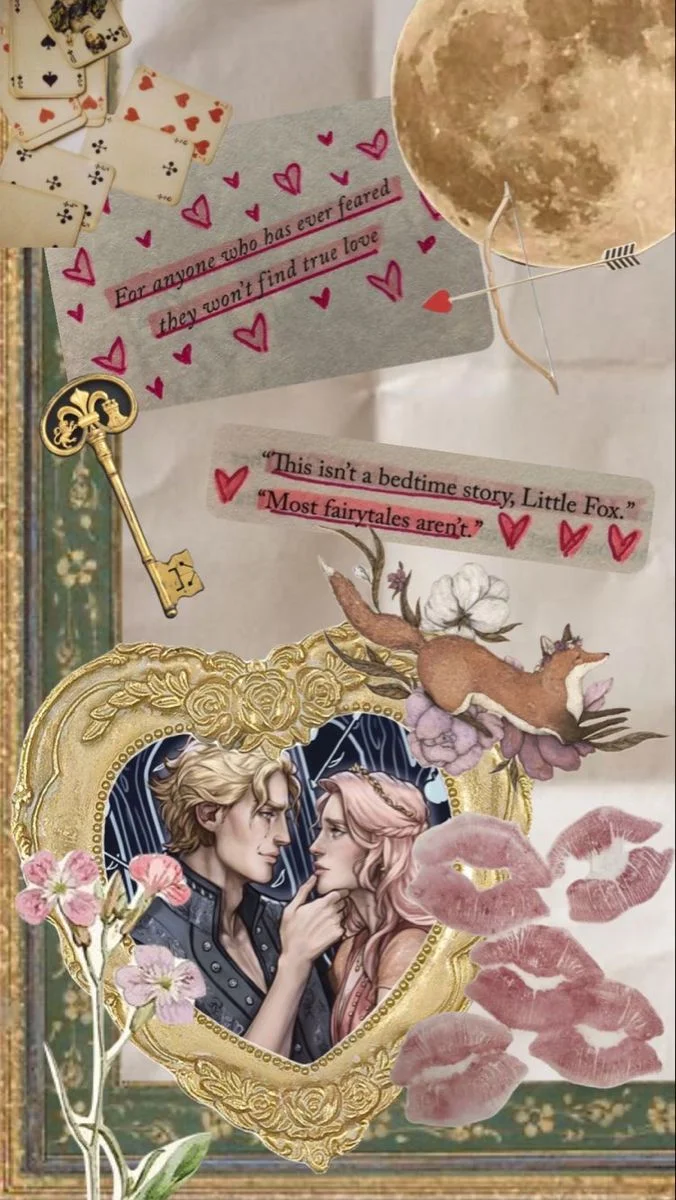 For anyone who has ever feared
they won't find true love
“This isn't a bedtime story, Little Fox.”
“Most fairytales aren't.”